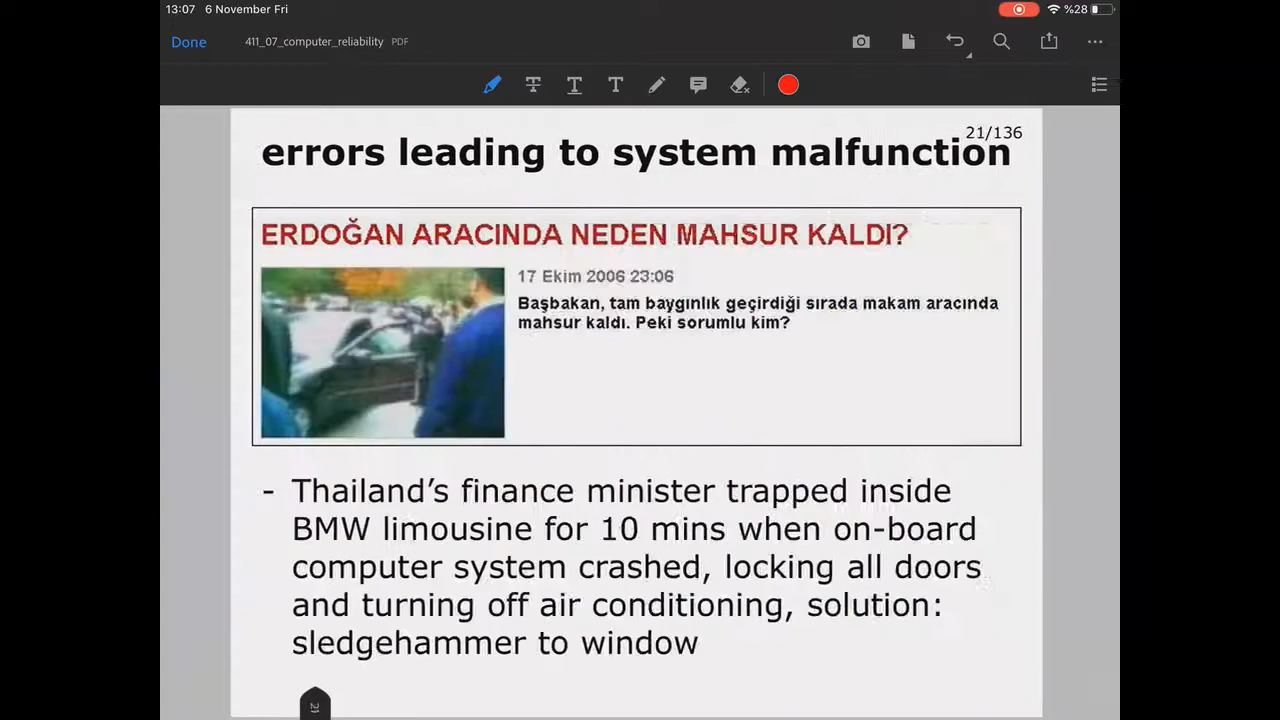 13:07 6 November Fri
%28
Done
411_07_computer_reliability PDF
T T
21/136
errors leading to system malfunction
ERDOĞAN ARACINDA NEDEN MAHSUR KALDI?
17 Ekim 2006 23:06
Başbakan, tam baygınlık geçirdiği sırada makam aracında
mahsur kaldı. Peki sorumlu kim?
- Thailand's finance minister trapped inside
BMW limousine for 10 mins when on-board
computer system crashed, locking all doors
and turning off air conditioning, solution:
sledgehammer to window